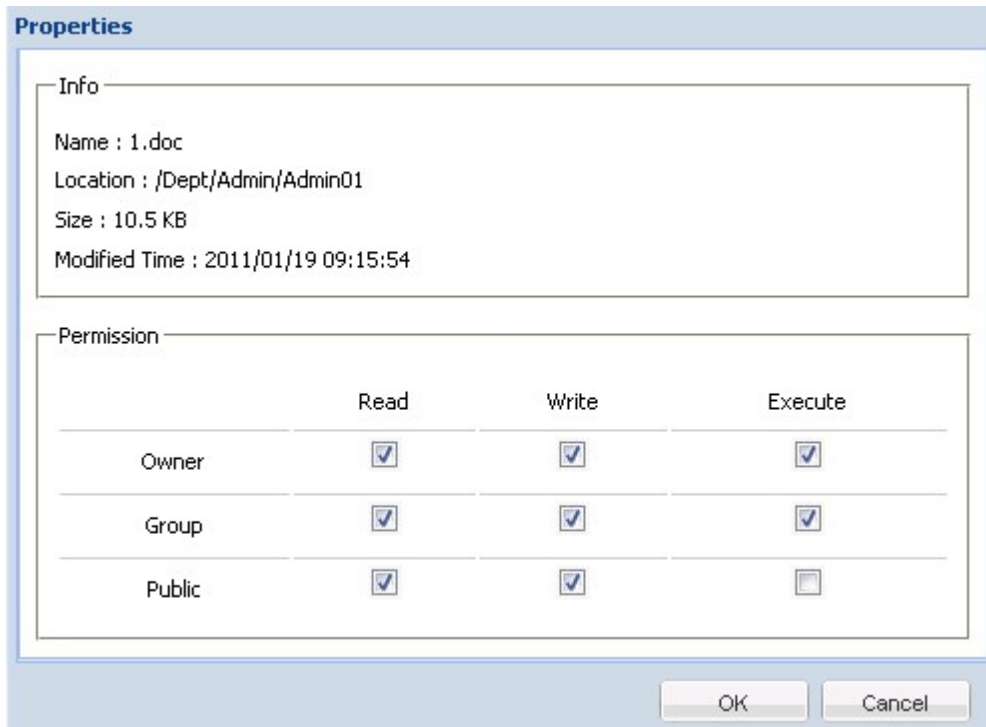 Properties
Info
Name : 1.doc
Location : /Dept/Admin/Admin01
Size : 10.5 KB
Modified Time : 2011/01/19 09:15:54
Permission
Read Write Execute
Owner
Group
Public
OK Cancel